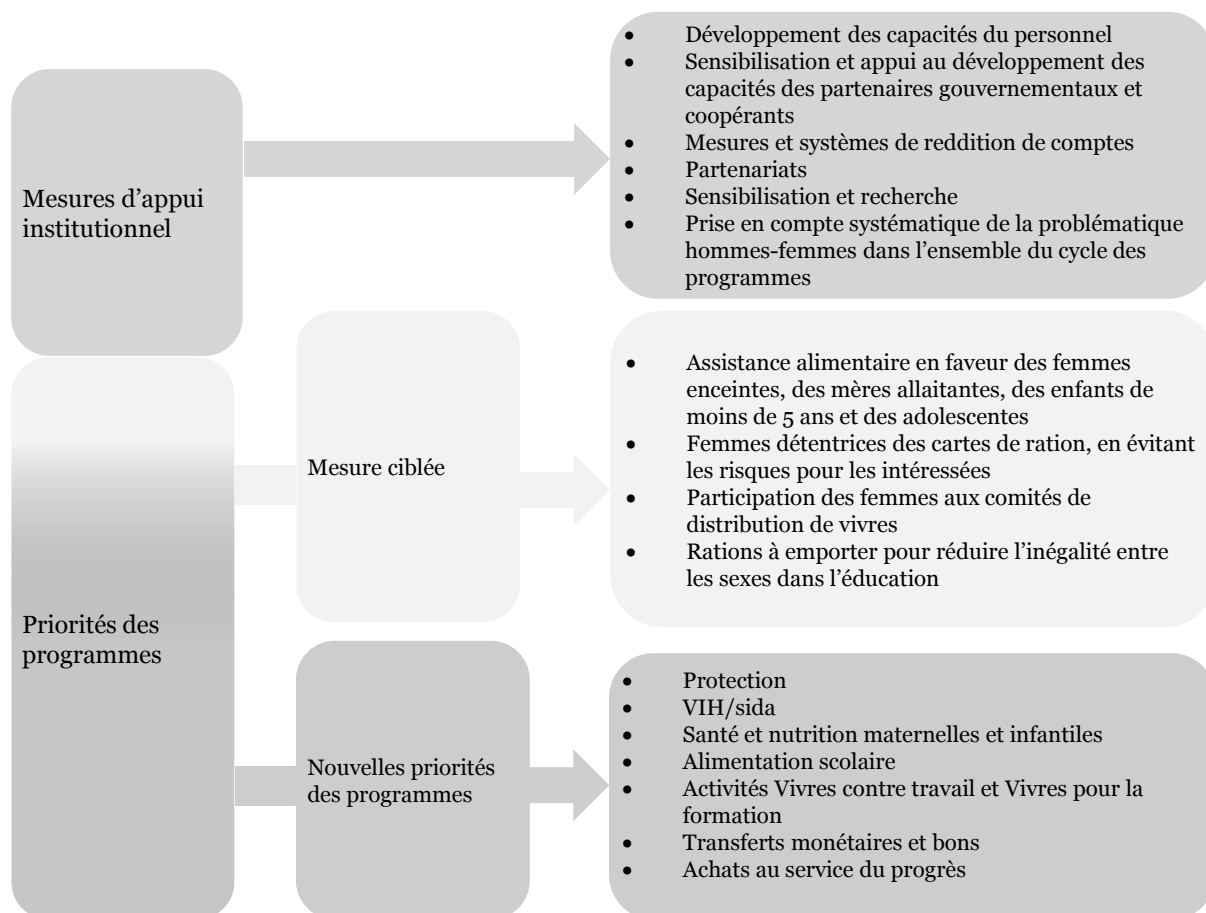 Mesures d'appui
institutionnel
• Développement des capacités du personnel
• Sensibilisation et appui au développement des
capacités des partenaires gouvernementaux et
coopérants
• Mesures et systèmes de reddition de comptes
• Partenariats
• Sensibilisation et recherche
• Prise en compte systématique de la problématique
hommes-femmes dans l'ensemble du cycle des
programmes
Priorités des
programmes
Mesure ciblée
• Assistance alimentaire en faveur des femmes
enceintes, des mères allaitantes, des enfants de
moins de 5 ans et des adolescentes
• Femmes détentrices des cartes de ration, en évitant
les risques pour les intéressées
• Participation des femmes aux comités de
distribution de vivres
• Rations à emporter pour réduire l'inégalité entre
les sexes dans l'éducation
Nouvelles priorités
des programmes
• Protection
• VIH/sida
• Santé et nutrition maternelles et infantiles
• Alimentation scolaire
• Activités Vivres contre travail et Vivres pour la
formation
• Transferts monétaires et bons
• Achats au service du progrès